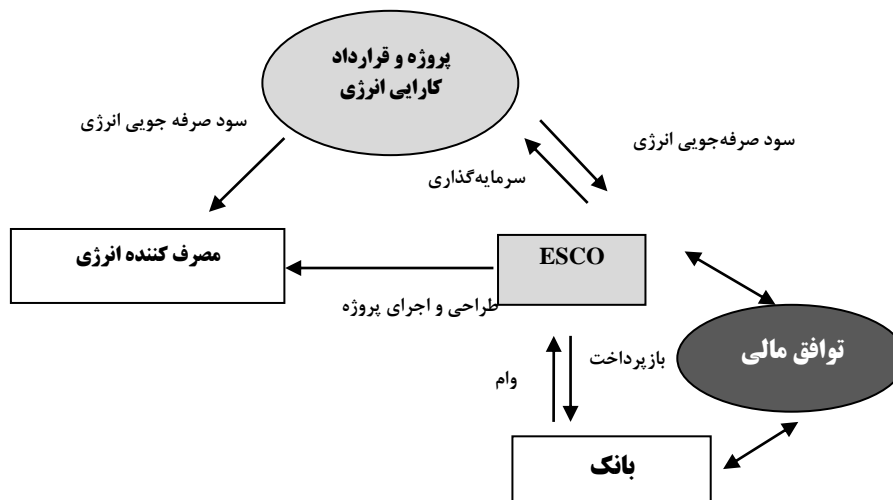 پروژه و قرارداد
کارایی انرژی
سود صرفه جویی انرژی
سود صرفه‌جویی انرژی
سرمایه‌گذاری
مصرف کننده انرژی
ESCO
طراحی و اجرای پروژه
توافق مالی
بازپرداخت
وام
بانک